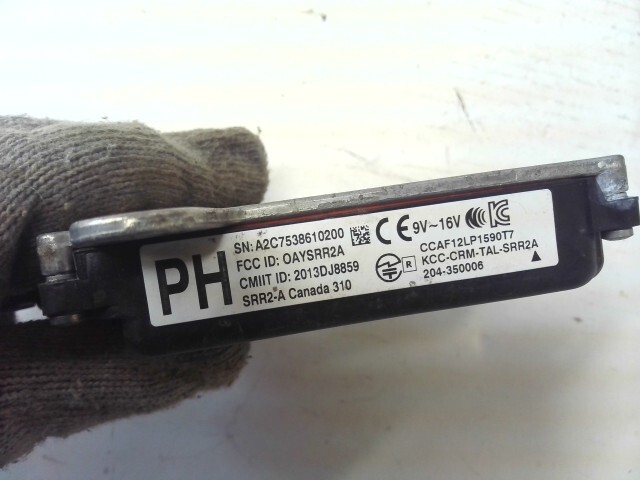 PH
SN: A2C7538610200
FCC ID: OAYSRR2A
CMIIT ID: 2013DJ8859
SRR2-A Canada 310
CE 9V~16V
CCAF12LP1590T7
R KCC-CRM-TAL-SRR2A
204-350006